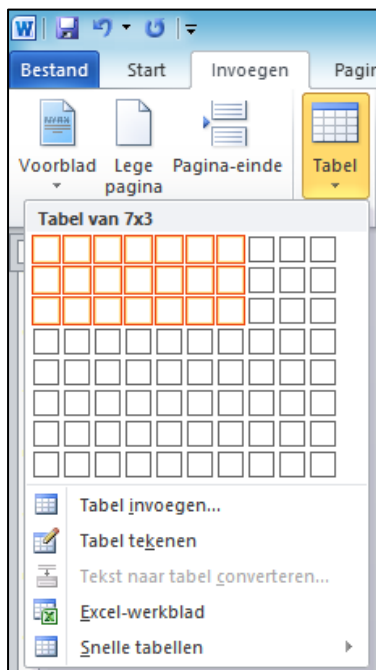 W
Bestand Start Invoegen Pagir
Voorblad Lege pagina Pagina-einde Tabel
Tabel van 7x3
Tabel invoegen...
Tabel tekenen
Tekst naar tabel converteren...
Excel-werkblad
Snelle tabellen